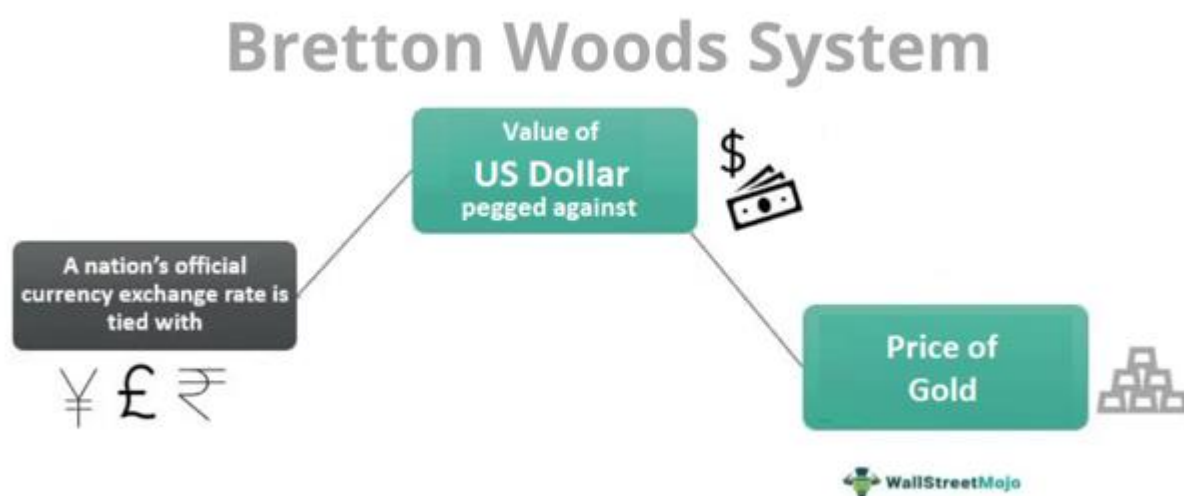 Bretton Woods System
Value of
US Dollar
pegged against
$
A nation's official
currency exchange rate is
tied with
¥ £ ₹
Price of
Gold
WallStreetMojo